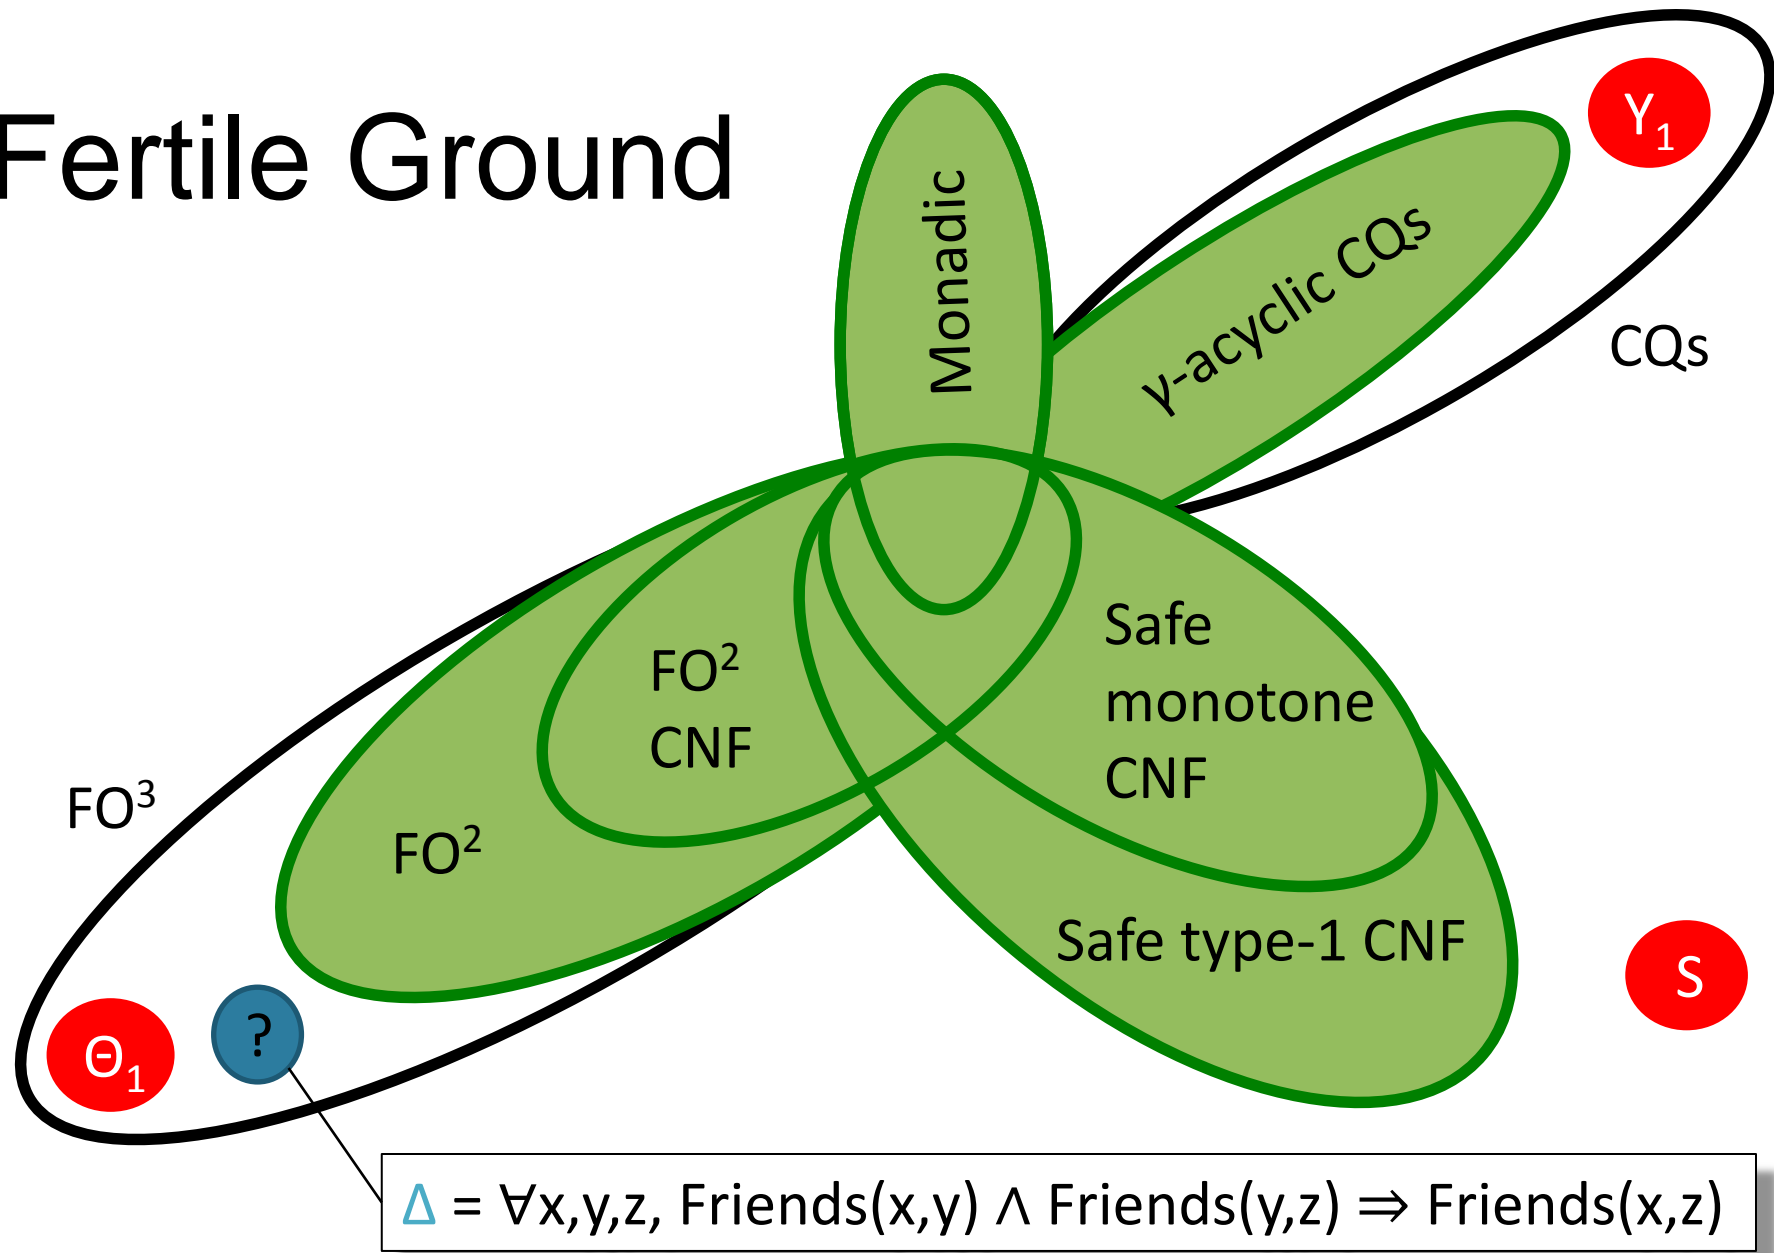 Fertile Ground
Monadic
γ-acyclic CQs
Υ₁
CQs
FO² CNF
Safe monotone CNF
FO³
FO²
Safe type-1 CNF
S
Θ₁
?
Δ = ∀x,y,z, Friends(x,y) ∧ Friends(y,z) ⇒ Friends(x,z)